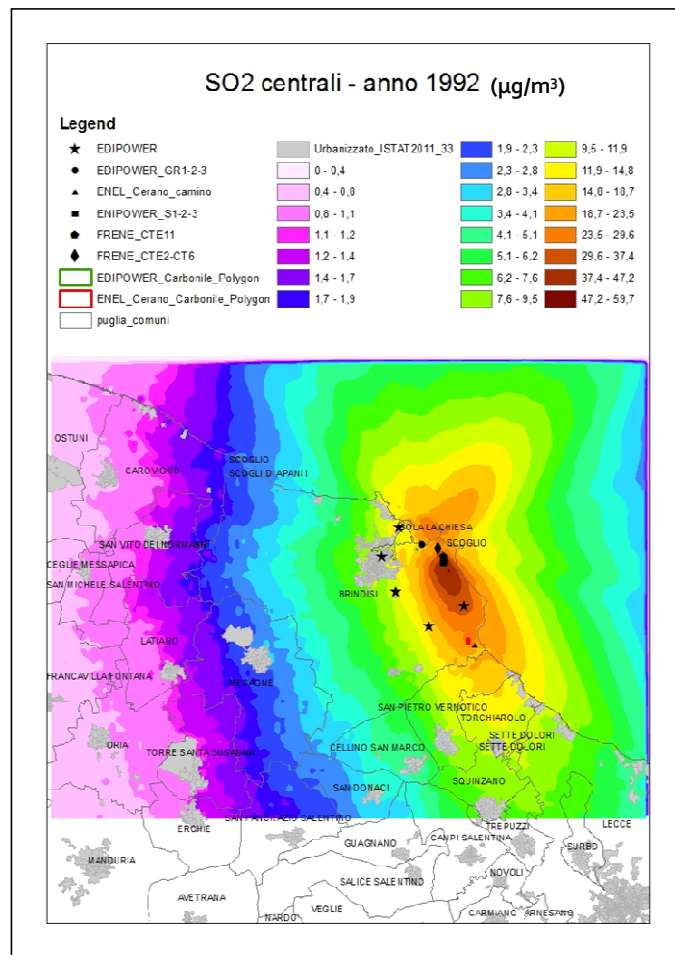 SO2 centrali - anno 1992 (µg/m³)
Legend
EDIPOWER
EDIPOWER_GR1-2-3
ENEL_Cerano_camino
ENIPOWER_S1-2-3
FRENE_CTE11
FRENE_CTE2-CT6
EDIPOWER_Carbonile_Polygon
ENEL_Cerano_Carbonile_Polygon
puglia_comuni
Urbanizzato_ISTAT2011_33
0 - 0,4
0,4 - 0,8
0,8 - 1,1
1,1 - 1,2
1,2 - 1,4
1,4 - 1,7
1,7 - 1,9
1,9 - 2,3
2,3 - 2,8
2,8 - 3,4
3,4 - 4,1
4,1 - 5,1
5,1 - 6,2
6,2 - 7,6
7,6 - 9,5
9,5 - 11,9
11,9 - 14,8
14,8 - 18,7
18,7 - 23,5
23,5 - 29,6
29,6 - 37,4
37,4 - 47,2
47,2 - 59,7
OSTUNI
SCOGLIO
CAROVIGNO
SCOGLI DI APANI
SCOGLIO
SAN VITO DEI NORMANNI
CEGLIE MESSAPICA
SAN MICHELE SALENTINO
BRINDISI
LATIANO
FRANCAVILLA FONTANA
MESAGNE
SAN PIETRO VERNOTICO
TORCHIAROLO
SETTE DOLORI
SETTE DOLORI
ORIA
TORRE SANTA SUSANNA
CELLINO SAN MARCO
SAN DONACI
SQUINZANO
SAN PANCRAZIO SALENTINO
ERCHIE
TREPUZZI
LECCE
CAMPI SALENTINA
GUAGNANO
SURBO
MANDURIA
NOVOLI
SALICE SALENTINO
AVETRANA
VEGLIE
NARDO'
CARMIANO
ARNESANO